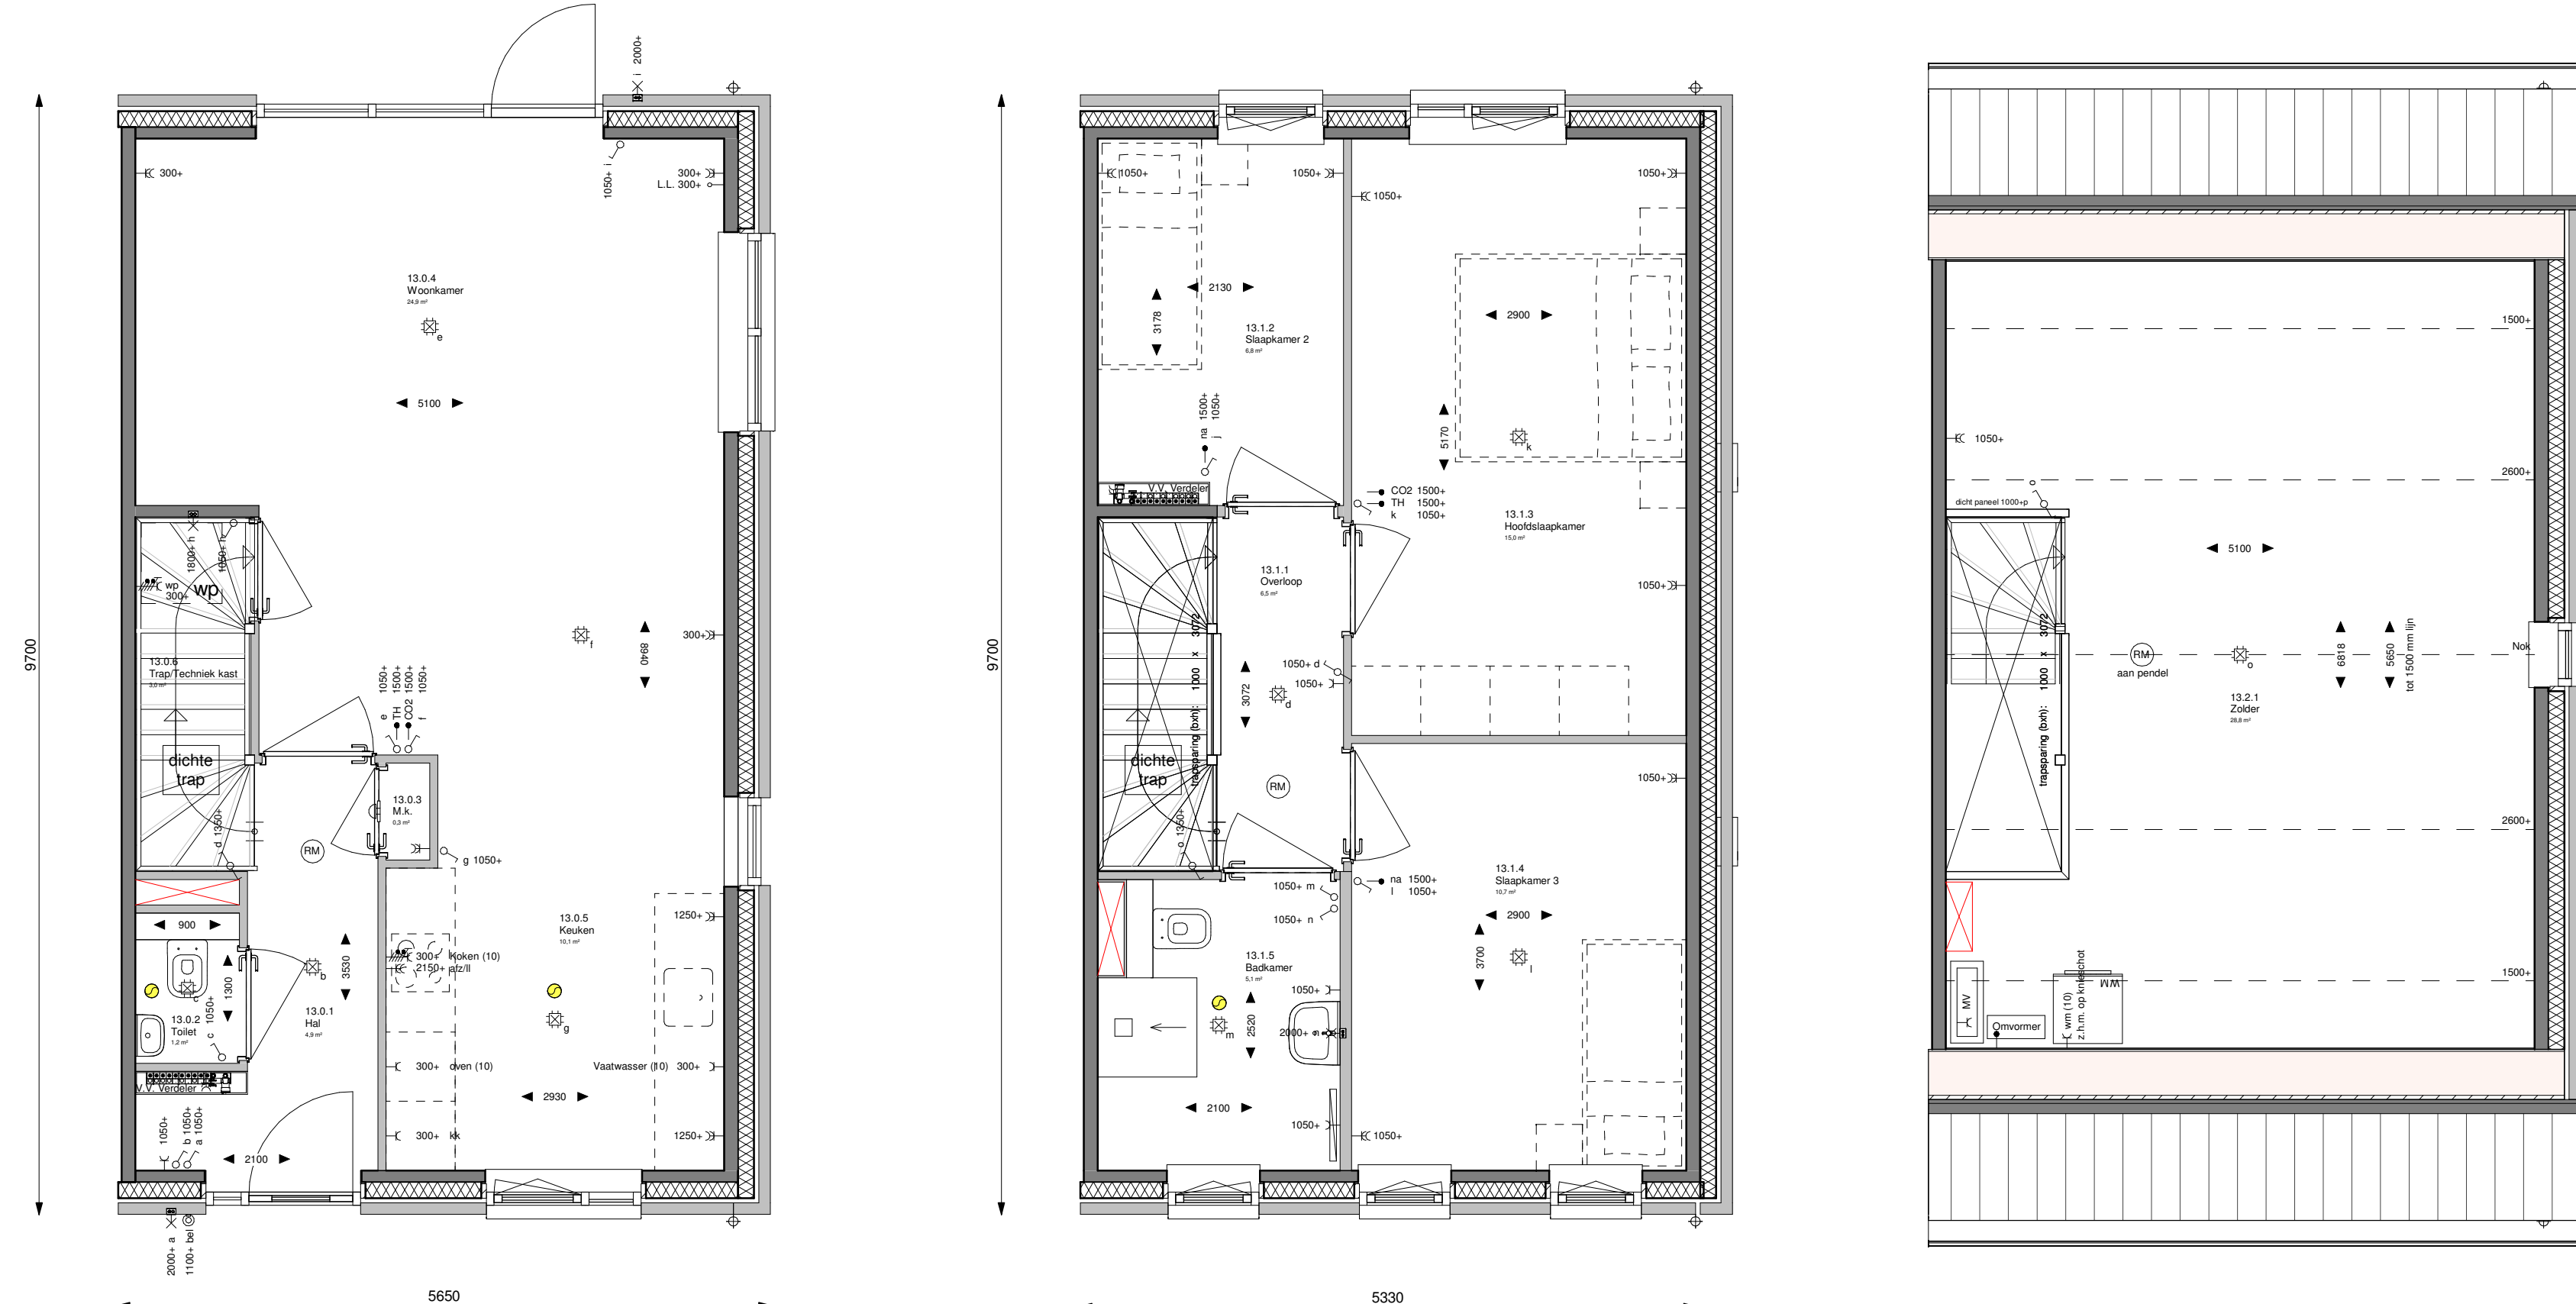 9700
2000+ i
300+
1050+ i
300+
L.L. 300+
13.0.4
Woonkamer
24,9 m²
e
5100
1800+ h
1050+ h
wp
300+
wp
13.0.6
Trap/Techniek kast
3,0 m²
dichte
trap
d 1350+
e 1050+
TH 1500+
CO2 1500+
f 1050+
f
8940
300+
13.0.3
M.k.
0,3 m²
RM
g 1050+
900
1300
13.0.2
Toilet
1,2 m²
c
c 1050+
b
3530
13.0.1
Hal
4,9 m²
V.V. Verdeler
1050+
b 1050+
a 1050+
2100
2000+ a
1100+ bel
13.0.5
Keuken
10,1 m²
1250+
300+ Koken (10)
2150+ afz/ll
g
300+ oven (10)
Vaatwasser (10) 300+
2930
300+ kk
1250+
5650
9700
1050+
1050+
1050+
1050+
2130
3178
13.1.2
Slaapkamer 2
6,8 m²
na 1500+
j 1050+
V.V. Verdeler
2900
5170
k
CO2 1500+
TH 1500+
k 1050+
13.1.3
Hoofdslaapkamer
15,0 m²
1050+
13.1.1
Overloop
6,5 m²
trapsparing (bxh): 1000 x 3072
3072
1050+ d
1050+
d
dichte
trap
o 1350+
RM
1050+
1050+ m
1050+ n
na 1500+
l 1050+
13.1.4
Slaapkamer 3
10,7 m²
2900
3700
l
13.1.5
Badkamer
5,1 m²
1050+
m
2520
2000+
2100
1050+
1050+
5330
1500+
1050+
2600+
dicht paneel 1000+p
o
5100
trapsparing (bxh): 1000 x 3072
RM
aan pendel
o
6818
5650
tot 1500 mm lijn
Nok
13.2.1
Zolder
28,8 m²
2600+
1500+
MV
Omvormer
wm (10)
z.h.m. op knieschot
WM